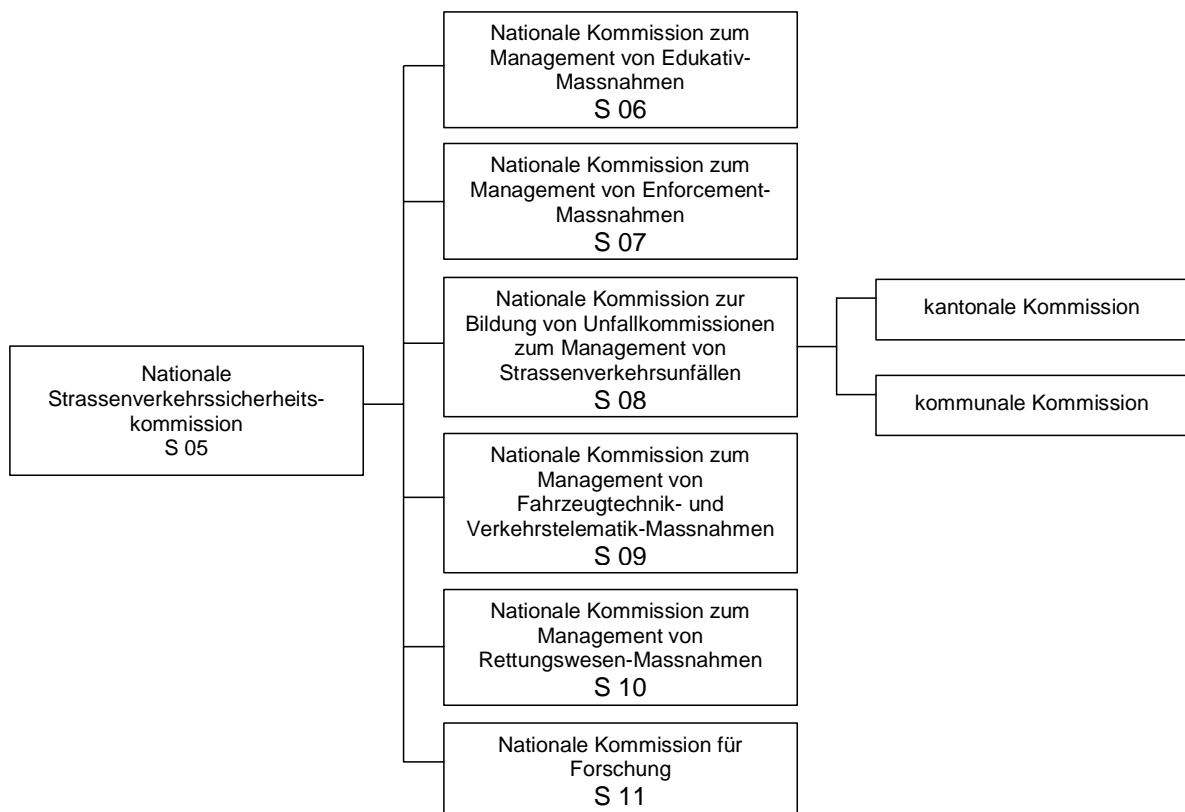 Nationale Kommission zum
Management von Edukativ-
Massnahmen
S 06
Nationale Kommission zum
Management von Enforcement-
Massnahmen
S 07
Nationale Kommission zur
Bildung von Unfallkommissionen
zum Management von
Strassenverkehrsunfällen
S 08
kantonale Kommission
kommunale Kommission
Nationale
Strassenverkehrssicherheits-
kommission
S 05
Nationale Kommission zum
Management von
Fahrzeugtechnik- und
Verkehrstelematik-Massnahmen
S 09
Nationale Kommission zum
Management von
Rettungswesen-Massnahmen
S 10
Nationale Kommission für
Forschung
S 11